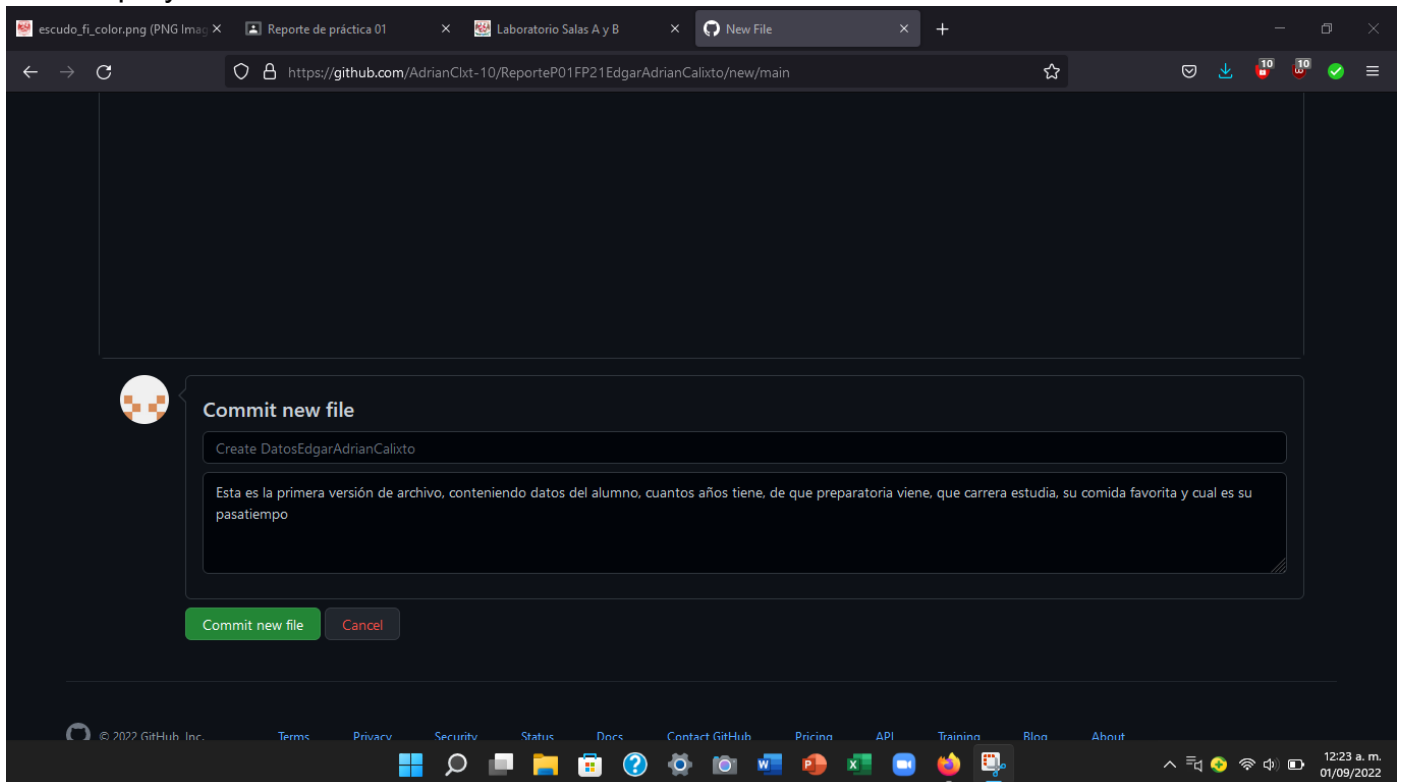 escudo_fi_color.png (PNG Imag
Reporte de práctica 01
Laboratorio Salas A y B
New File
https://github.com/AdrianClxt-10/ReporteP01FP21EdgarAdrianCalixto/new/main
10
10
Commit new file
Create DatosEdgarAdrianCalixto
Esta es la primera versión de archivo, conteniendo datos del alumno, cuantos años tiene, de que preparatoria viene, que carrera estudia, su comida favorita y cual es su
pasatiempo
Commit new file Cancel
© 2022 GitHub, Inc. Terms Privacy Security Status Docs Contact GitHub Pricing API Training Blog About
12:23 a. m.
01/09/2022